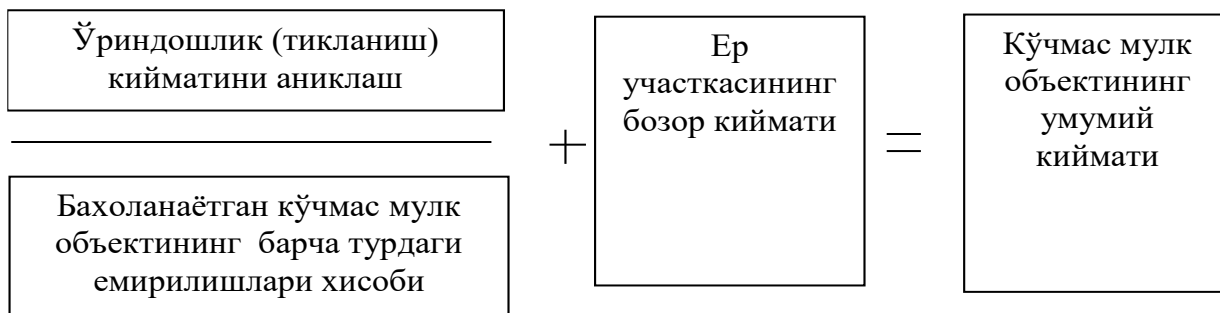 Ўриндошлик (тикланиш)
кийматини аниклаш
Бахоланаётган кўчмас мулк
объектининг барча турдаги
емирилишлари хисоби
+
Ер
участкасининг
бозор киймати
=
Кўчмас мулк
объектининг
умумий
киймати